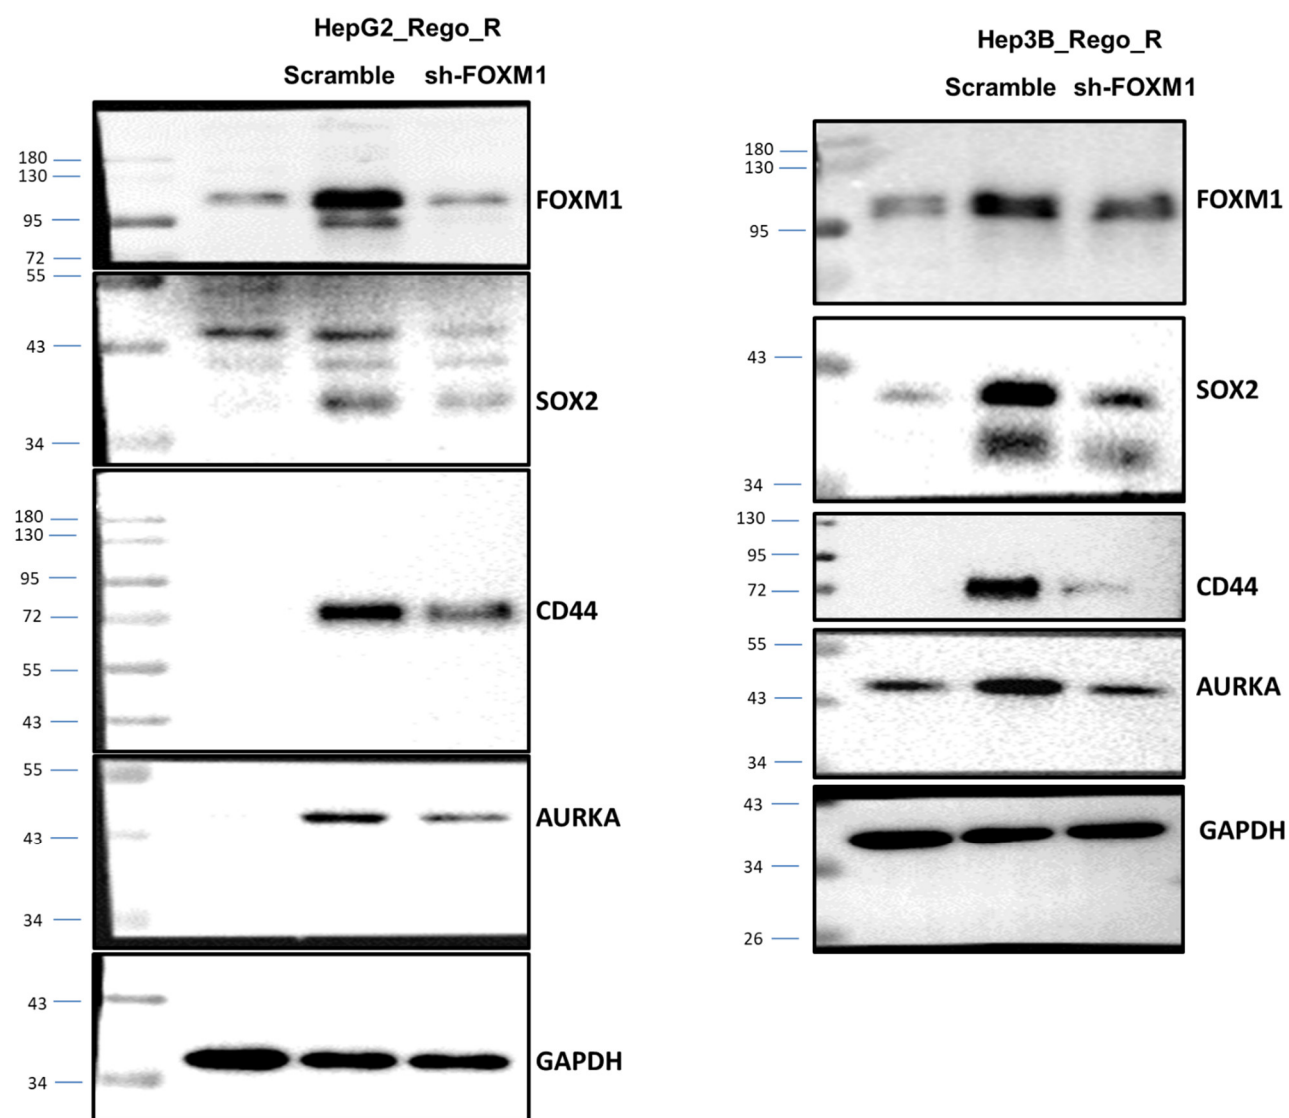 HepG2_Rego_R
Scramble sh-FOXM1
180
130
95
72
FOXM1
55
43
34
SOX2
180
130
95
72
55
43
CD44
55
43
34
AURKA
43
34
GAPDH
Hep3B_Rego_R
Scramble sh-FOXM1
180
130
95
FOXM1
43
34
SOX2
130
95
72
CD44
55
43
34
AURKA
43
34
26
GAPDH